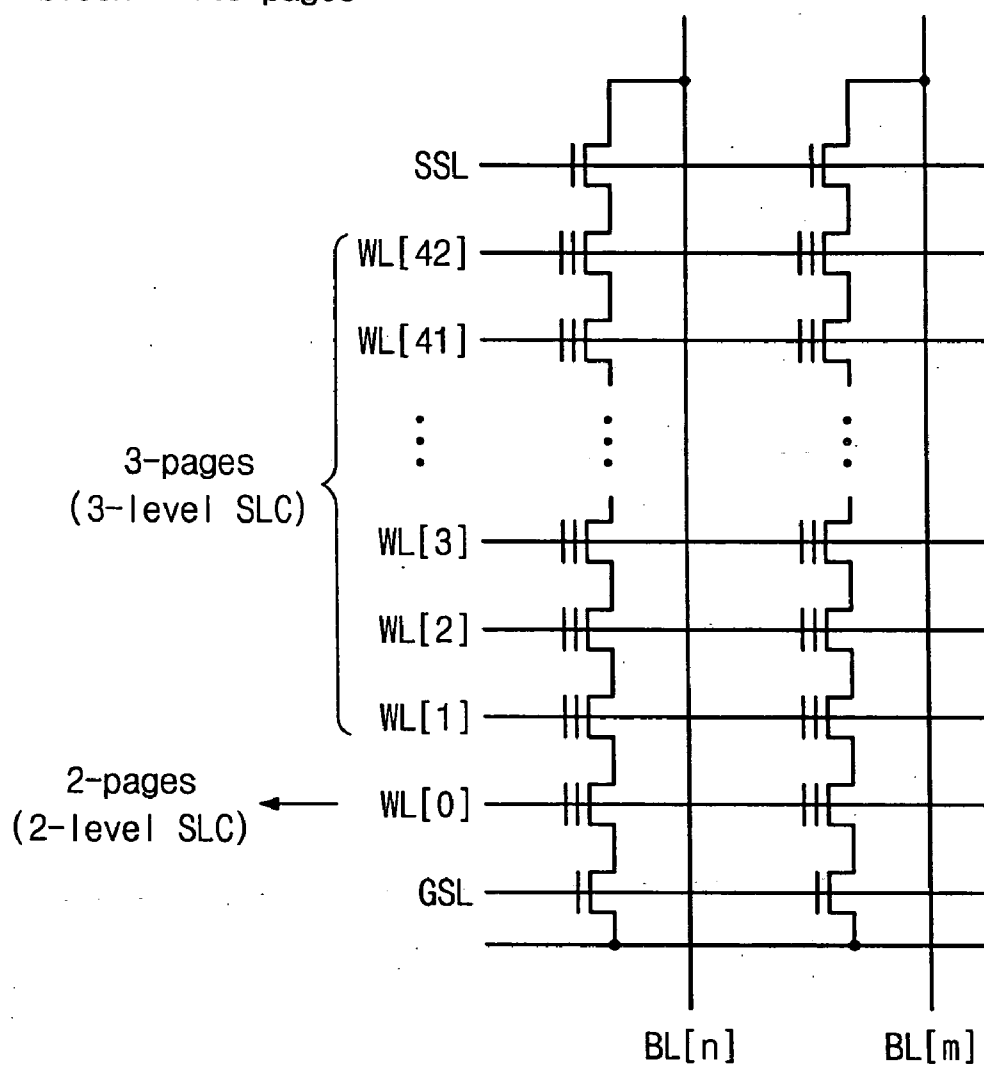 pages
SSL
WL[42]
WL[41]
3-pages
(3-level SLC)
WL[3]
WL[2]
WL[1]
2-pages
(2-level SLC)
WL[0]
GSL
BL[n]
BL[m]